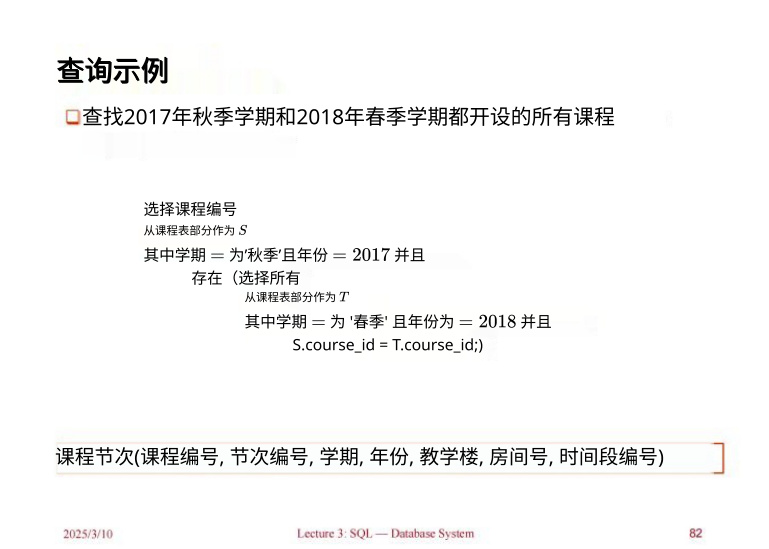 查询示例
查找2017年秋季学期和2018年春季学期都开设的所有课程
选择课程编号
从课程表部分作为 S
其中学期 = 为‘秋季’且年份 = 2017 并且
存在（选择所有
从课程表部分作为 T
其中学期 = 为 '春季' 且年份为 = 2018 并且
S.course_id = T.course_id;)
课程节次(课程编号, 节次编号, 学期, 年份, 教学楼, 房间号, 时间段编号)
2025/3/10 Lecture 3: SQL — Database System 82